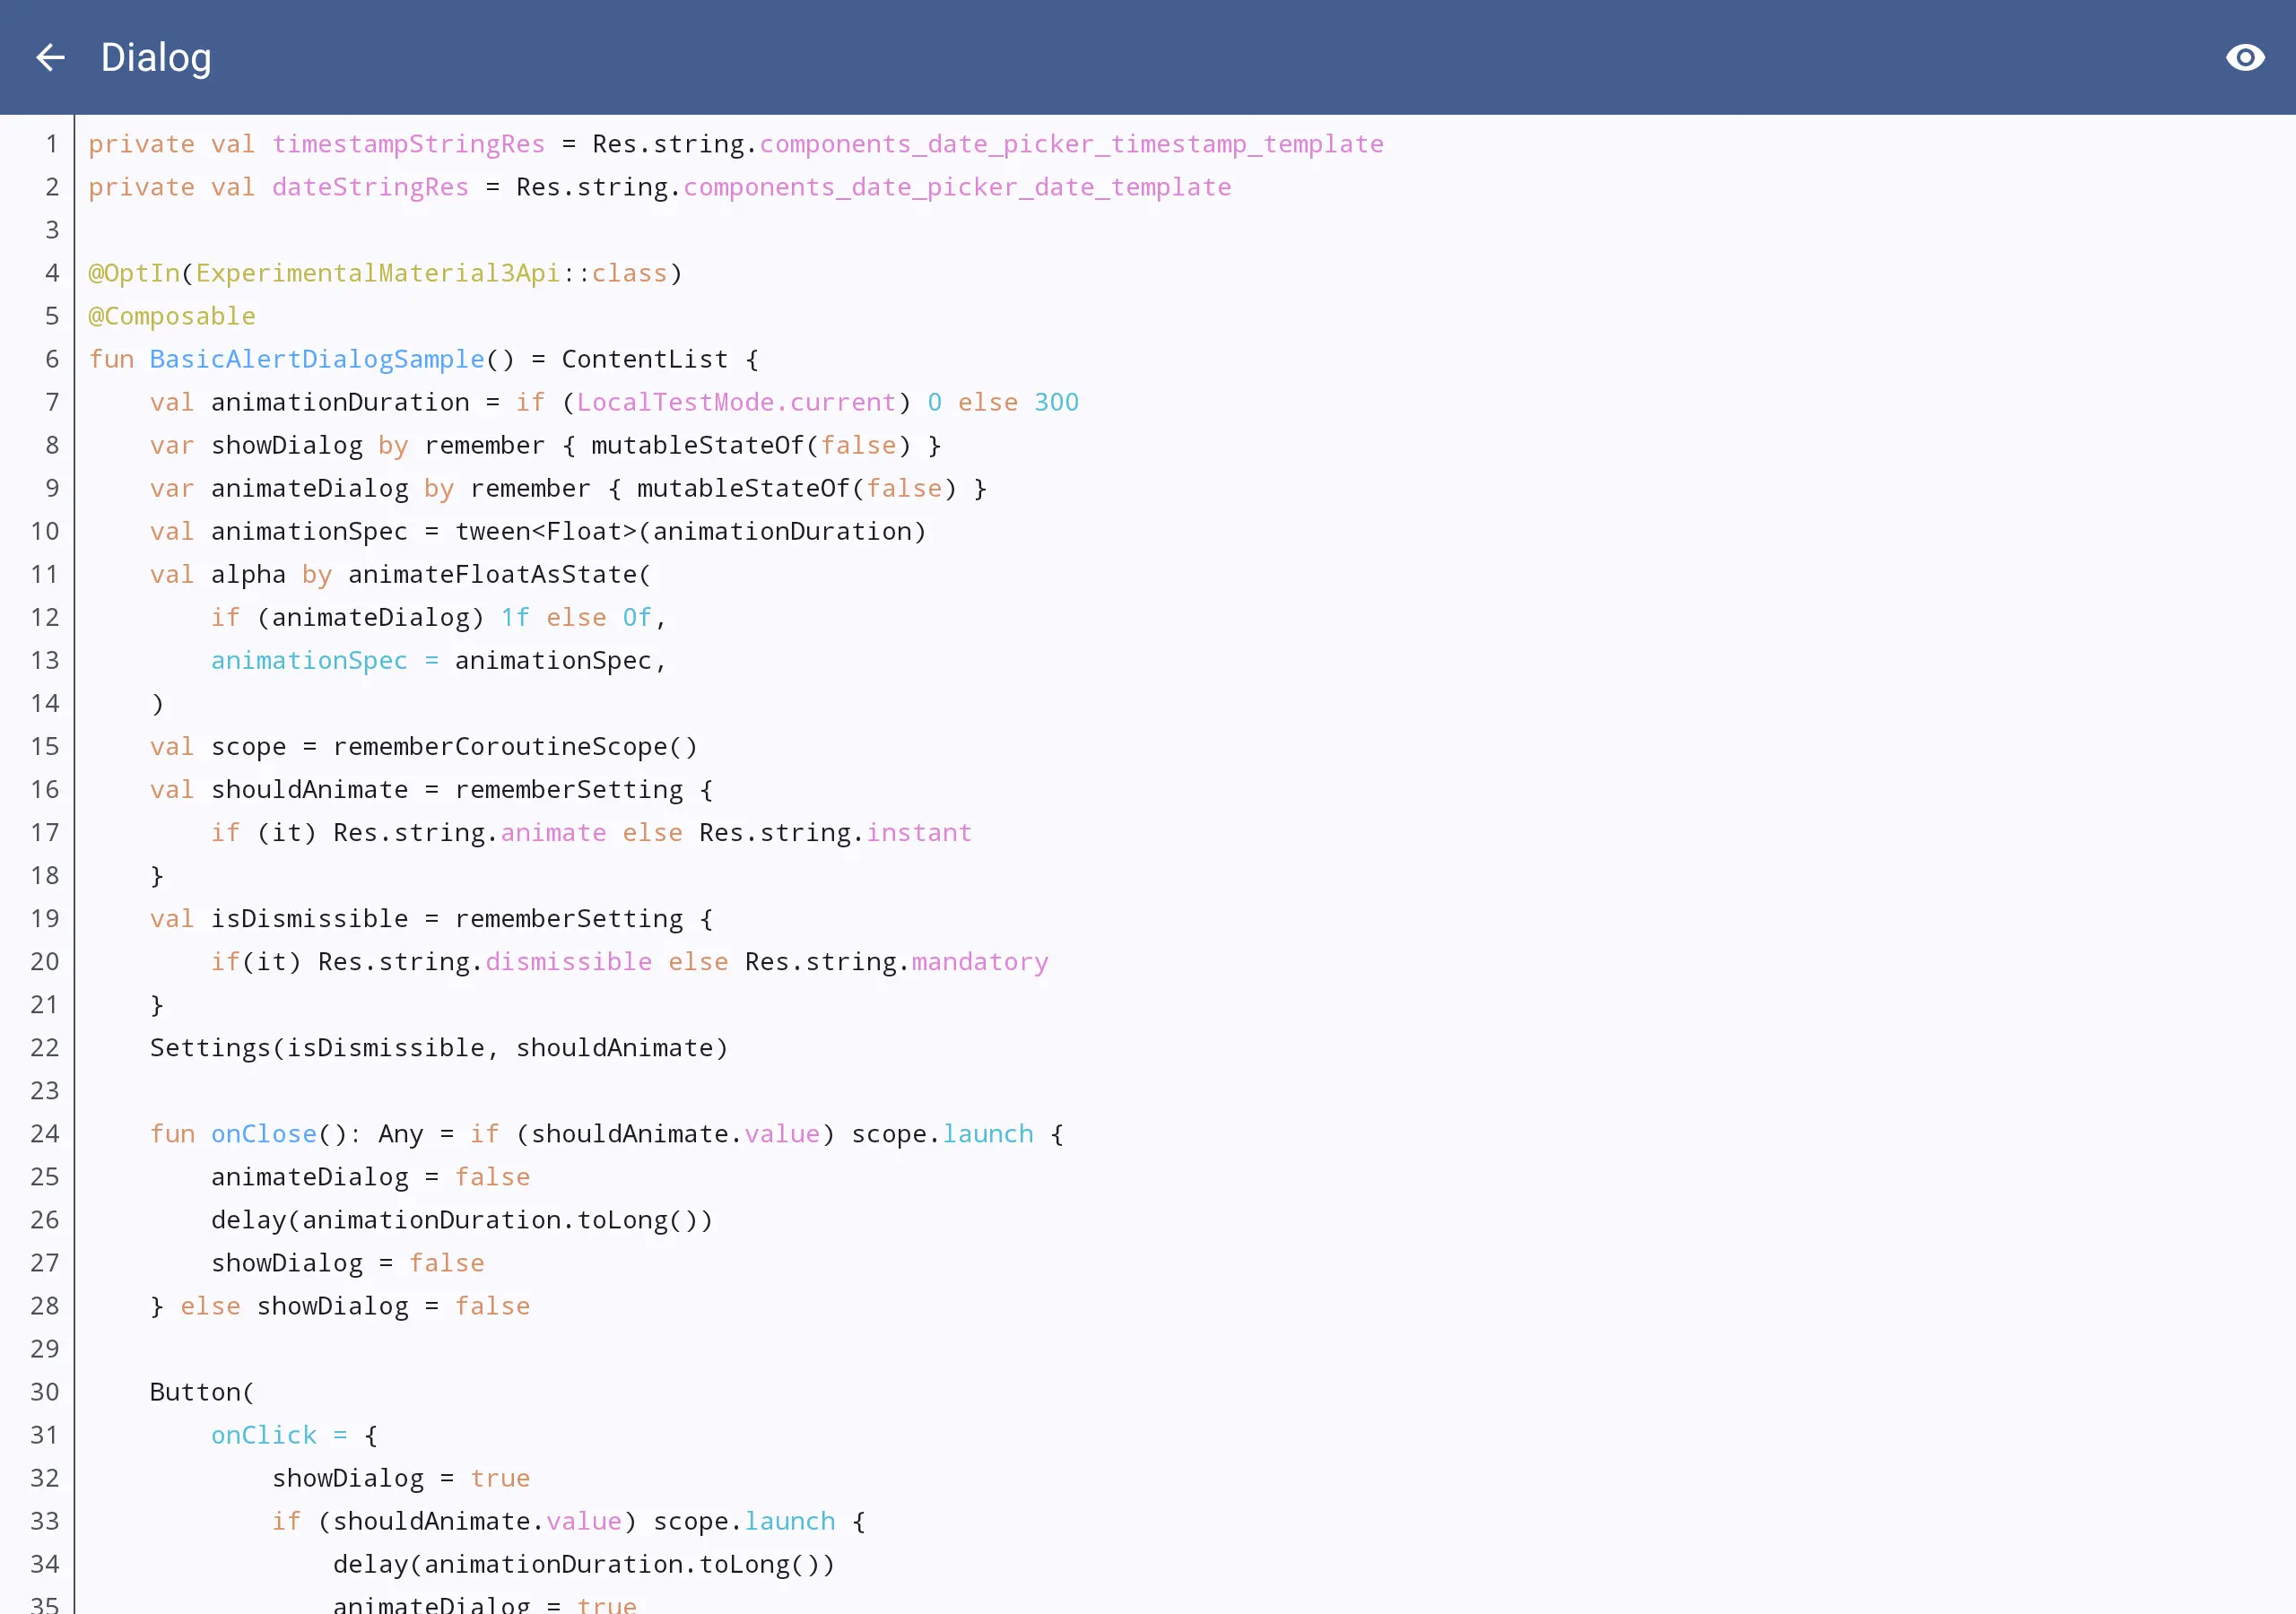 Dialog
1 private val timestampStringRes = Res.string.components_date_picker_timestamp_template
2 private val dateStringRes = Res.string.components_date_picker_date_template
3
4 @OptIn(ExperimentalMaterial3Api::class)
5 @Composable
6 fun BasicAlertDialogSample() = ContentList {
7     val animationDuration = if (LocalTestMode.current) 0 else 300
8     var showDialog by remember { mutableStateOf(false) }
9     var animateDialog by remember { mutableStateOf(false) }
10     val animationSpec = tween<Float>(animationDuration)
11     val alpha by animateFloatAsState(
12         if (animateDialog) 1f else 0f,
13         animationSpec = animationSpec,
14     )
15     val scope = rememberCoroutineScope()
16     val shouldAnimate = rememberSetting {
17         if (it) Res.string.animate else Res.string.instant
18     }
19     val isDismissible = rememberSetting {
20         if(it) Res.string.dismissible else Res.string.mandatory
21     }
22     Settings(isDismissible, shouldAnimate)
23
24     fun onClose(): Any = if (shouldAnimate.value) scope.launch {
25         animateDialog = false
26         delay(animationDuration.toLong())
27         showDialog = false
28     } else showDialog = false
29
30     Button(
31         onClick = {
32             showDialog = true
33             if (shouldAnimate.value) scope.launch {
34                 delay(animationDuration.toLong())
35                 animateDialog = true